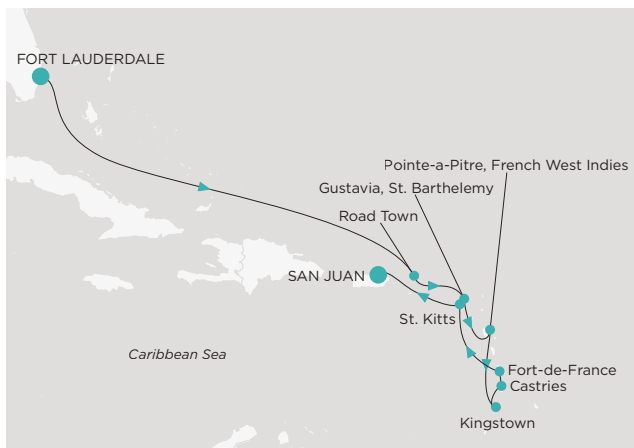 FORT LAUDERDALE
Pointe-a-Pitre, French West Indies
Gustavia, St. Barthelemy
Road Town
SAN JUAN
St. Kitts
Caribbean Sea
Fort-de-France
Castries
Kingstown